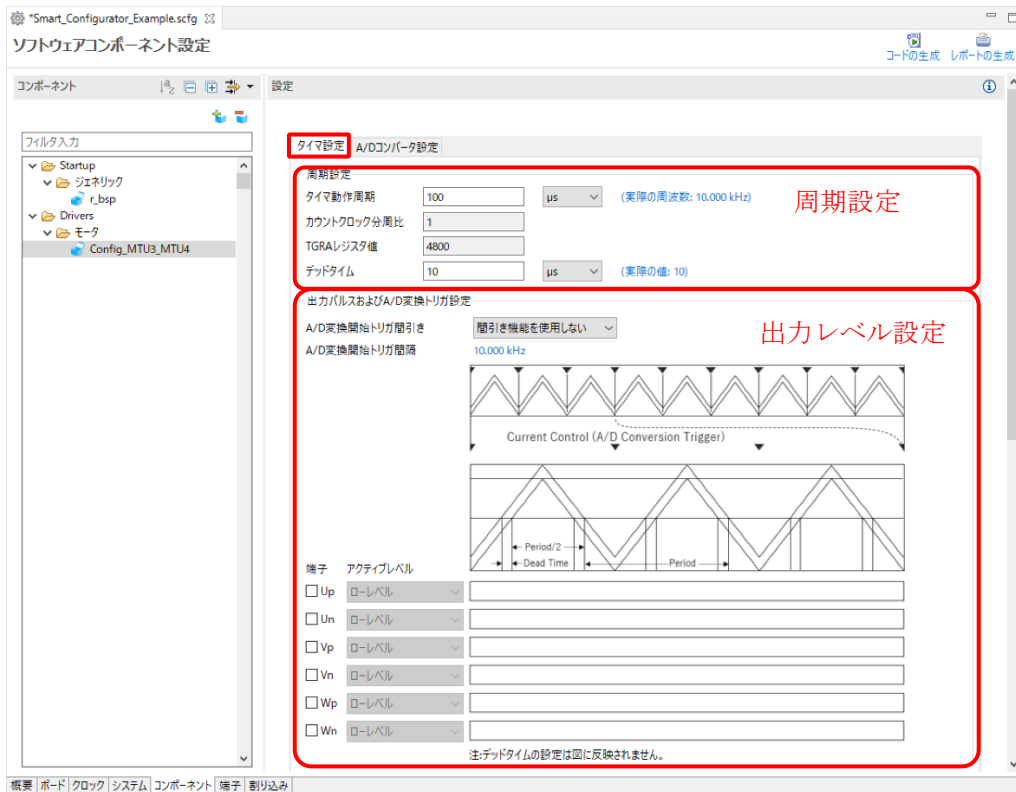 *Smart_Configurator_Example.scfg
ソフトウェアコンポーネント設定
コードの生成 レポートの生成
コンポーネント
設定
フィルタ入力
Startup
ジェネリック
r_bsp
Drivers
モータ
Config_MTU3_MTU4
タイマ設定 A/Dコンバータ設定
周期設定
周期設定
タイマ動作周期 100 µs (実際の周波数: 10.000 kHz)
カウントクロック分周比 1
TGRAレジスタ値 4800
デッドタイム 10 µs (実際の値: 10)
出力パルスおよびA/D変換トリガ設定
出力レベル設定
A/D変換開始トリガ間引き 間引き機能を使用しない
A/D変換開始トリガ間隔 10.000 kHz
Current Control (A/D Conversion Trigger)
Period/2
Dead Time Period
端子 アクティブレベル
Up ローレベル
Un ローレベル
Vp ローレベル
Vn ローレベル
Wp ローレベル
Wn ローレベル
注:デッドタイムの設定は図に反映されません。
概要 ボード クロック システム コンポーネント 端子 割り込み